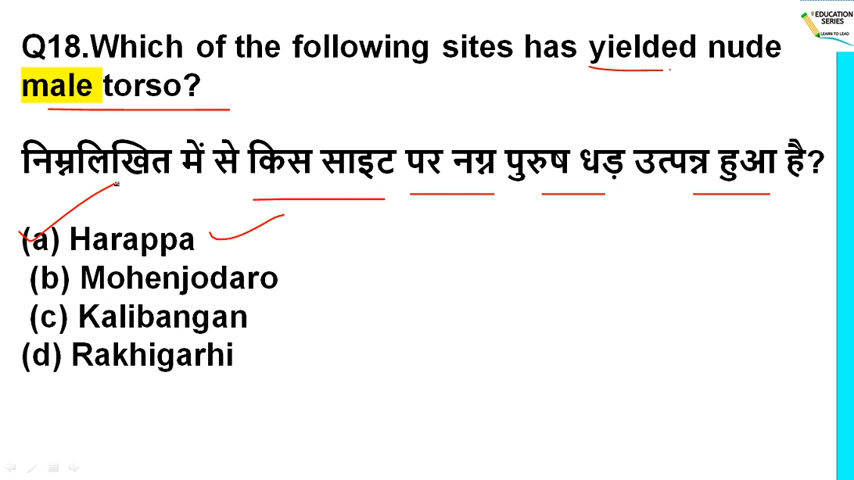 Q18.Which of the following sites has yielded nude
male torso?
निम्नलिखित में से किस साइट पर नग्न पुरुष धड़ उत्पन्न हुआ है?
(a) Harappa
(b) Mohenjodaro
(c) Kalibangan
(d) Rakhigarhi
EDUCATION
SERIES
LEARN TO LEAD